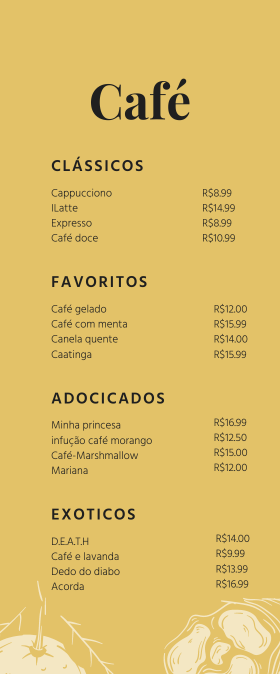 Café
CLÁSSICOS
Cappucciono R$8.99
lLatte R$14.99
Expresso R$8.99
Café doce R$10.99
FAVORITOS
Café gelado R$12.00
Café com menta R$15.99
Canela quente R$14.00
Caatinga R$15.99
ADOCICADOS
Minha princesa R$16.99
infução café morango R$12.50
Café-Marshmallow R$15.00
Mariana R$12.00
EXOTICOS
D.E.A.T.H R$14.00
Café e lavanda R$9.99
Dedo do diabo R$13.99
Acorda R$16.99